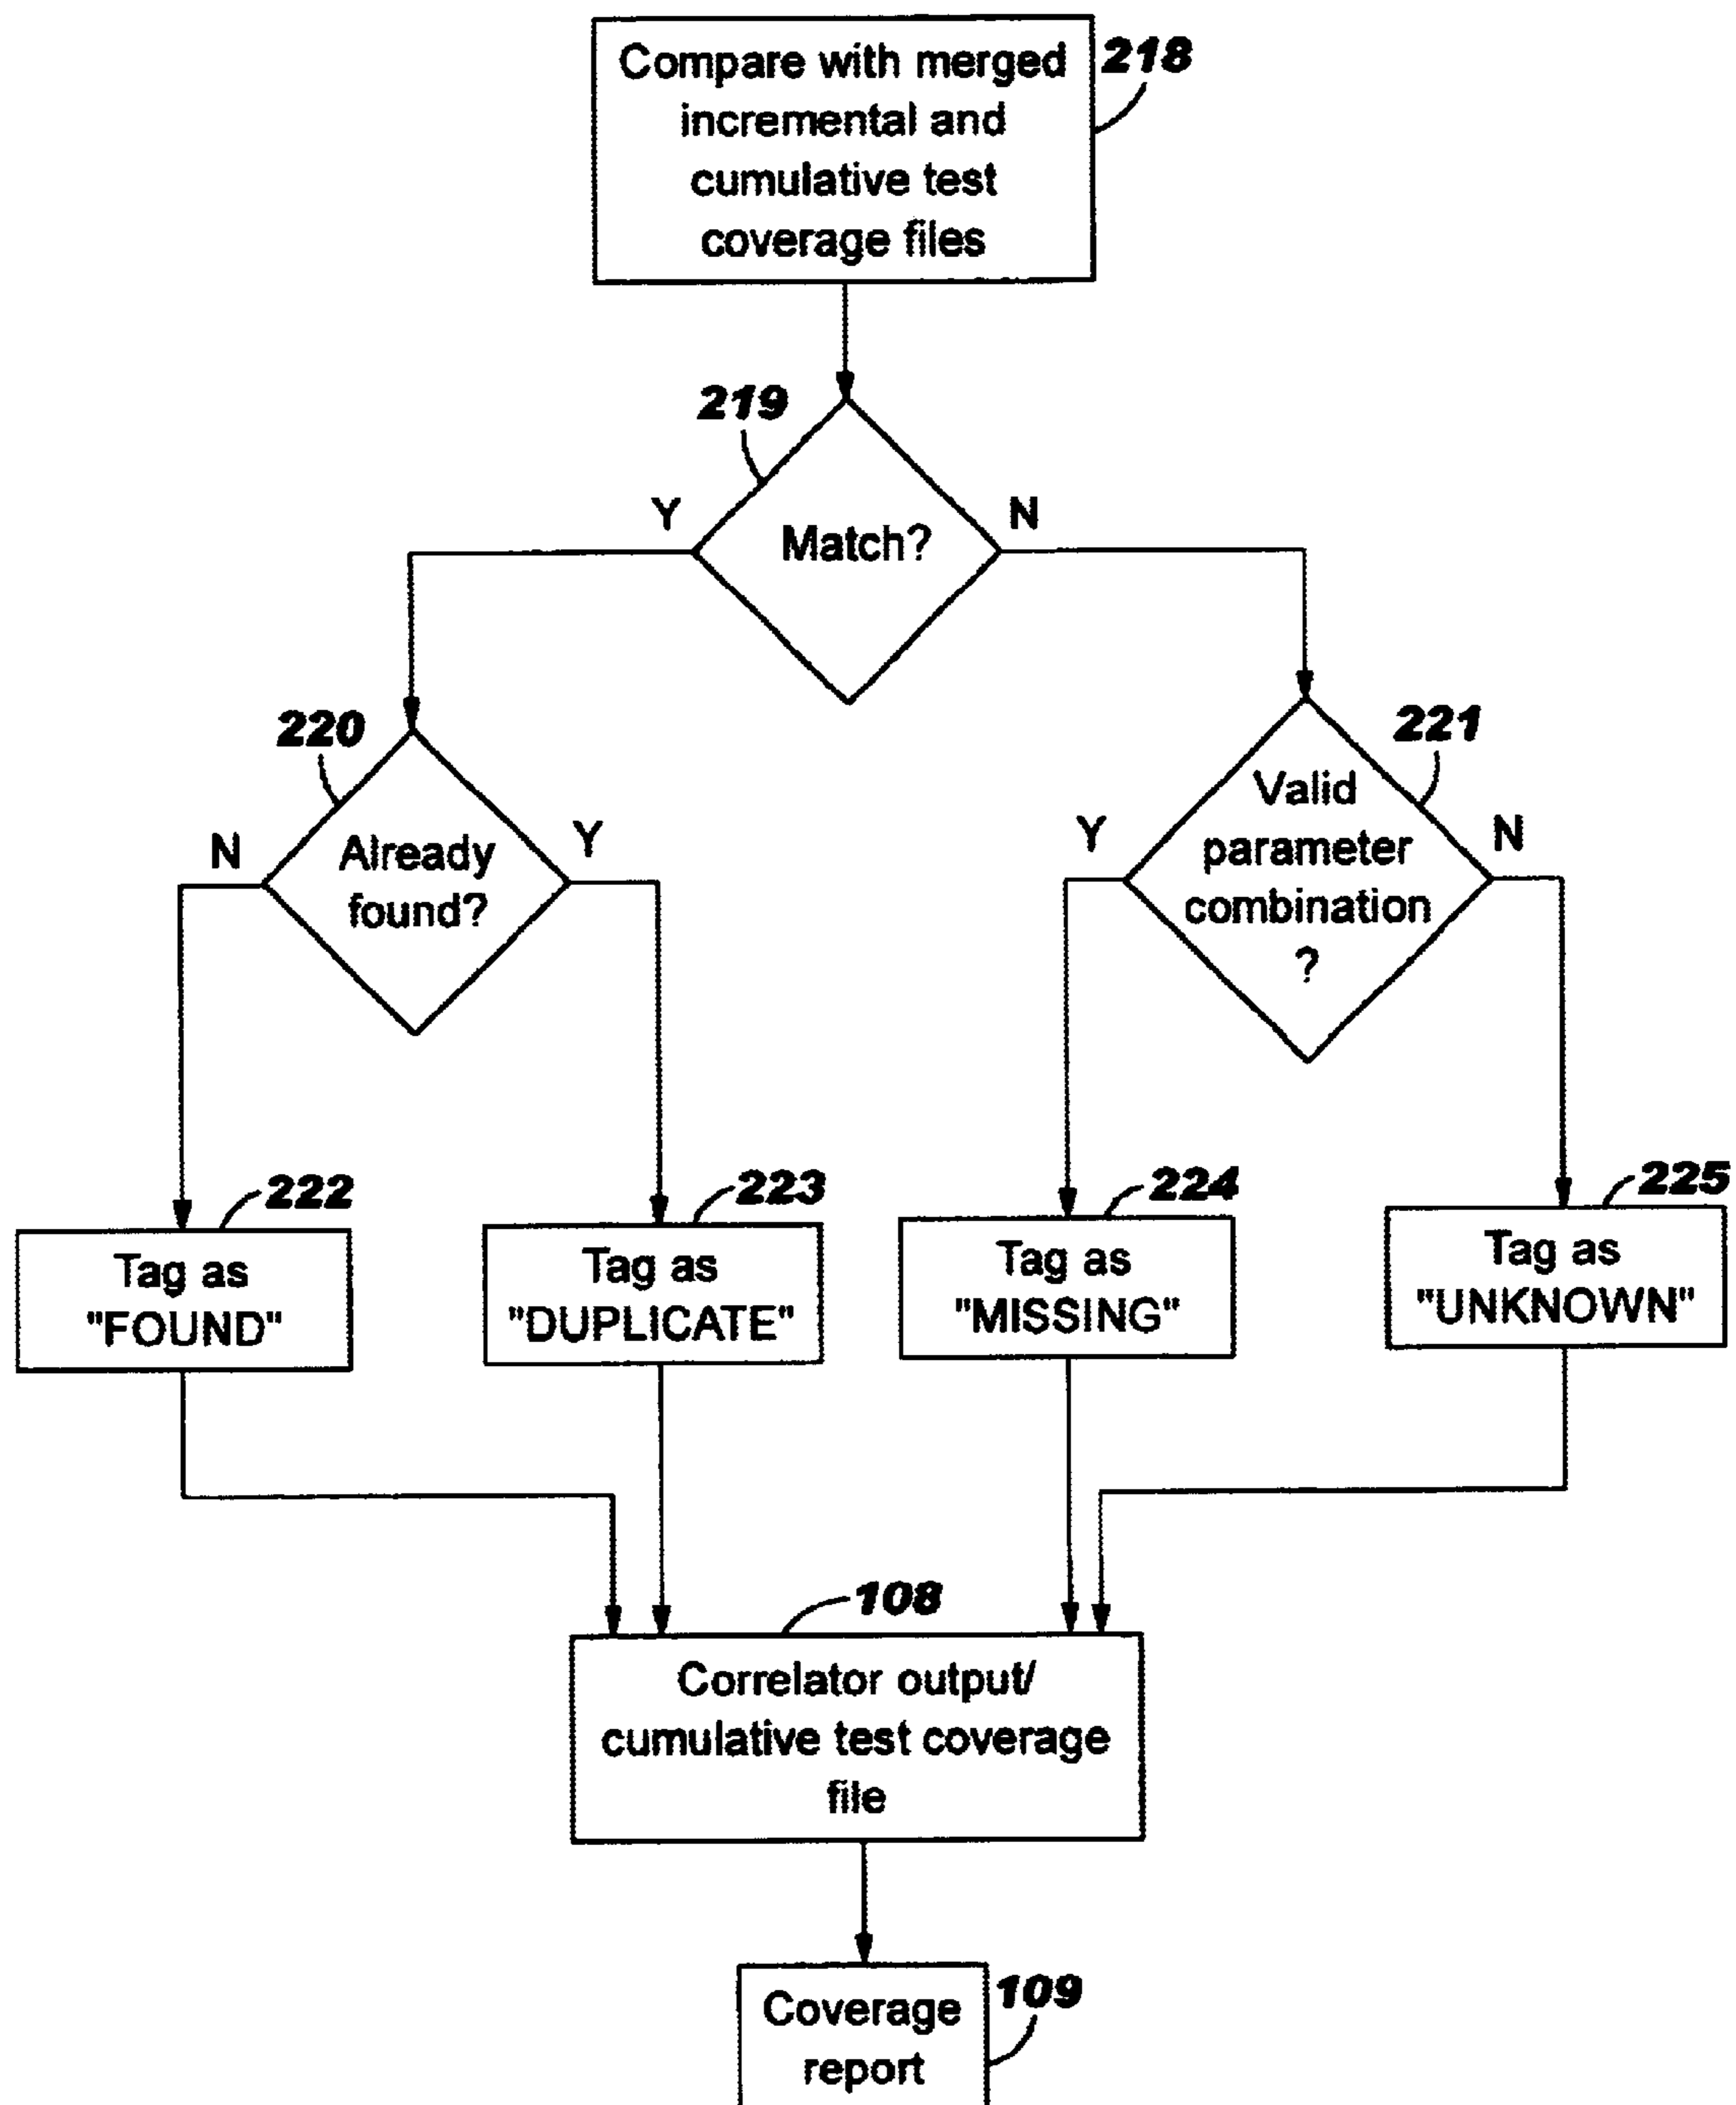 Compare with merged
incremental and
cumulative test
coverage files
218
219
Y
Match?
N
220
N
Already
found?
Y
221
Y
Valid
parameter
combination
?
N
222
Tag as
"FOUND"
223
Tag as
"DUPLICATE"
224
Tag as
"MISSING"
225
Tag as
"UNKNOWN"
108
Correlator output/
cumulative test coverage
file
109
Coverage
report